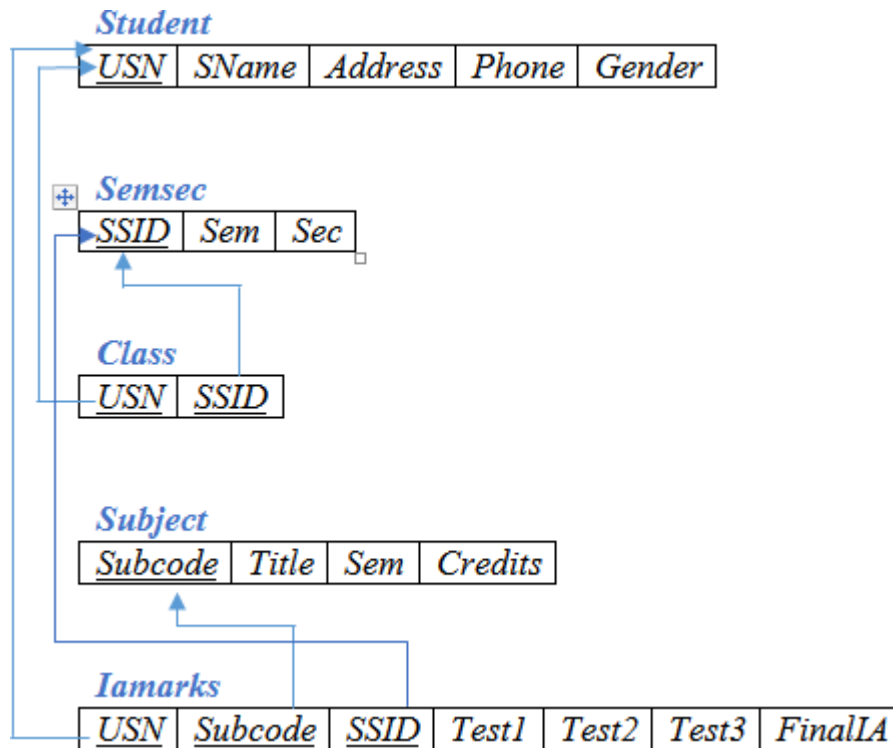 Student
USN SName Address Phone Gender
Semsec
SSID Sem Sec
Class
USN SSID
Subject
Subcode Title Sem Credits
Iamarks
USN Subcode SSID Test1 Test2 Test3 FinalIA